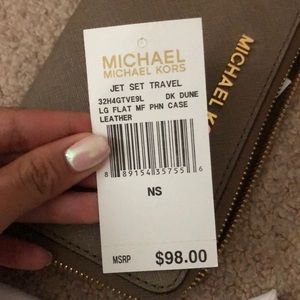 MICHAEL
MICHAEL KORS
JET SET TRAVEL
32H4GTVE9L DK DUNE
LG FLAT MF PHN CASE
LEATHER
8 89154 35755 6
NS
MSRP $98.00
MICHAEL KORS